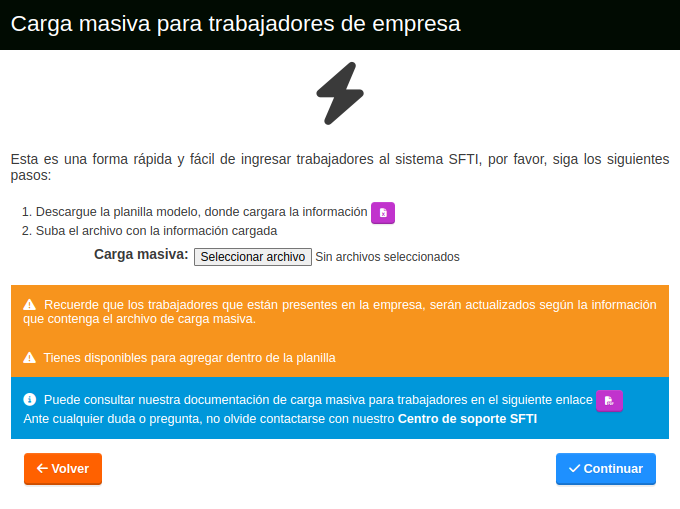 Carga masiva para trabajadores de empresa
Esta es una forma rápida y fácil de ingresar trabajadores al sistema SFTI, por favor, siga los siguientes
pasos:
1. Descargue la planilla modelo, donde cargara la información
2. Suba el archivo con la información cargada
Carga masiva: Seleccionar archivo Sin archivos seleccionados
Recuerde que los trabajadores que están presentes en la empresa, serán actualizados según la información
que contenga el archivo de carga masiva.
Tienes disponibles para agregar dentro de la planilla
Puede consultar nuestra documentación de carga masiva para trabajadores en el siguiente enlace
Ante cualquier duda o pregunta, no olvide contactarse con nuestro Centro de soporte SFTI
Volver
Continuar